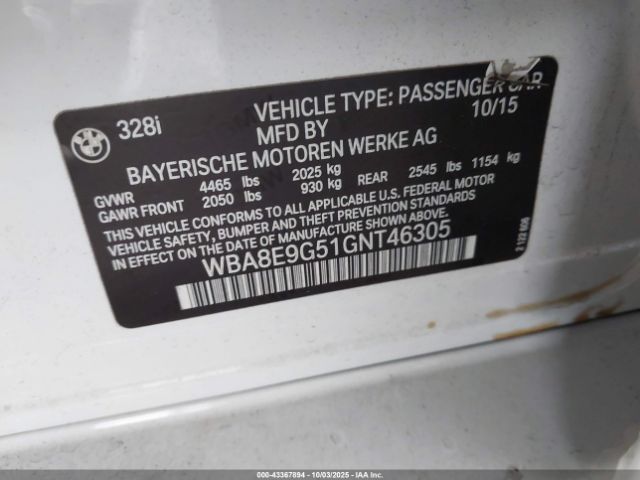 BMW
328i
VEHICLE TYPE: PASSENGER CAR
MFD BY 10/15
BAYERISCHE MOTOREN WERKE AG
GVWR 4465 lbs 2025 kg
GAWR FRONT 2050 lbs 930 kg REAR 2545 lbs 1154 kg
THIS VEHICLE CONFORMS TO ALL APPLICABLE U.S. FEDERAL MOTOR
VEHICLE SAFETY, BUMPER AND THEFT PREVENTION STANDARDS
IN EFFECT ON THE DATE OF MANUFACTURE SHOWN ABOVE.
WBA8E9G51GNT46305
000-43367894 - 10/03/2025 - IAAI, INC.